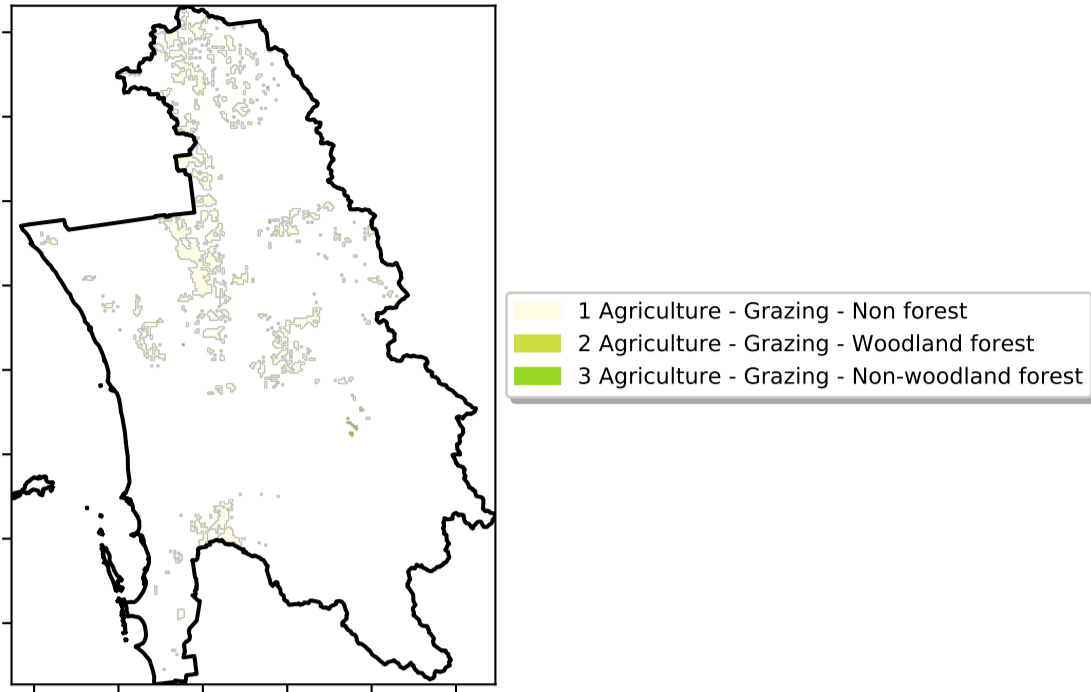 1 Agriculture - Grazing - Non forest
2 Agriculture - Grazing - Woodland forest
3 Agriculture - Grazing - Non-woodland forest